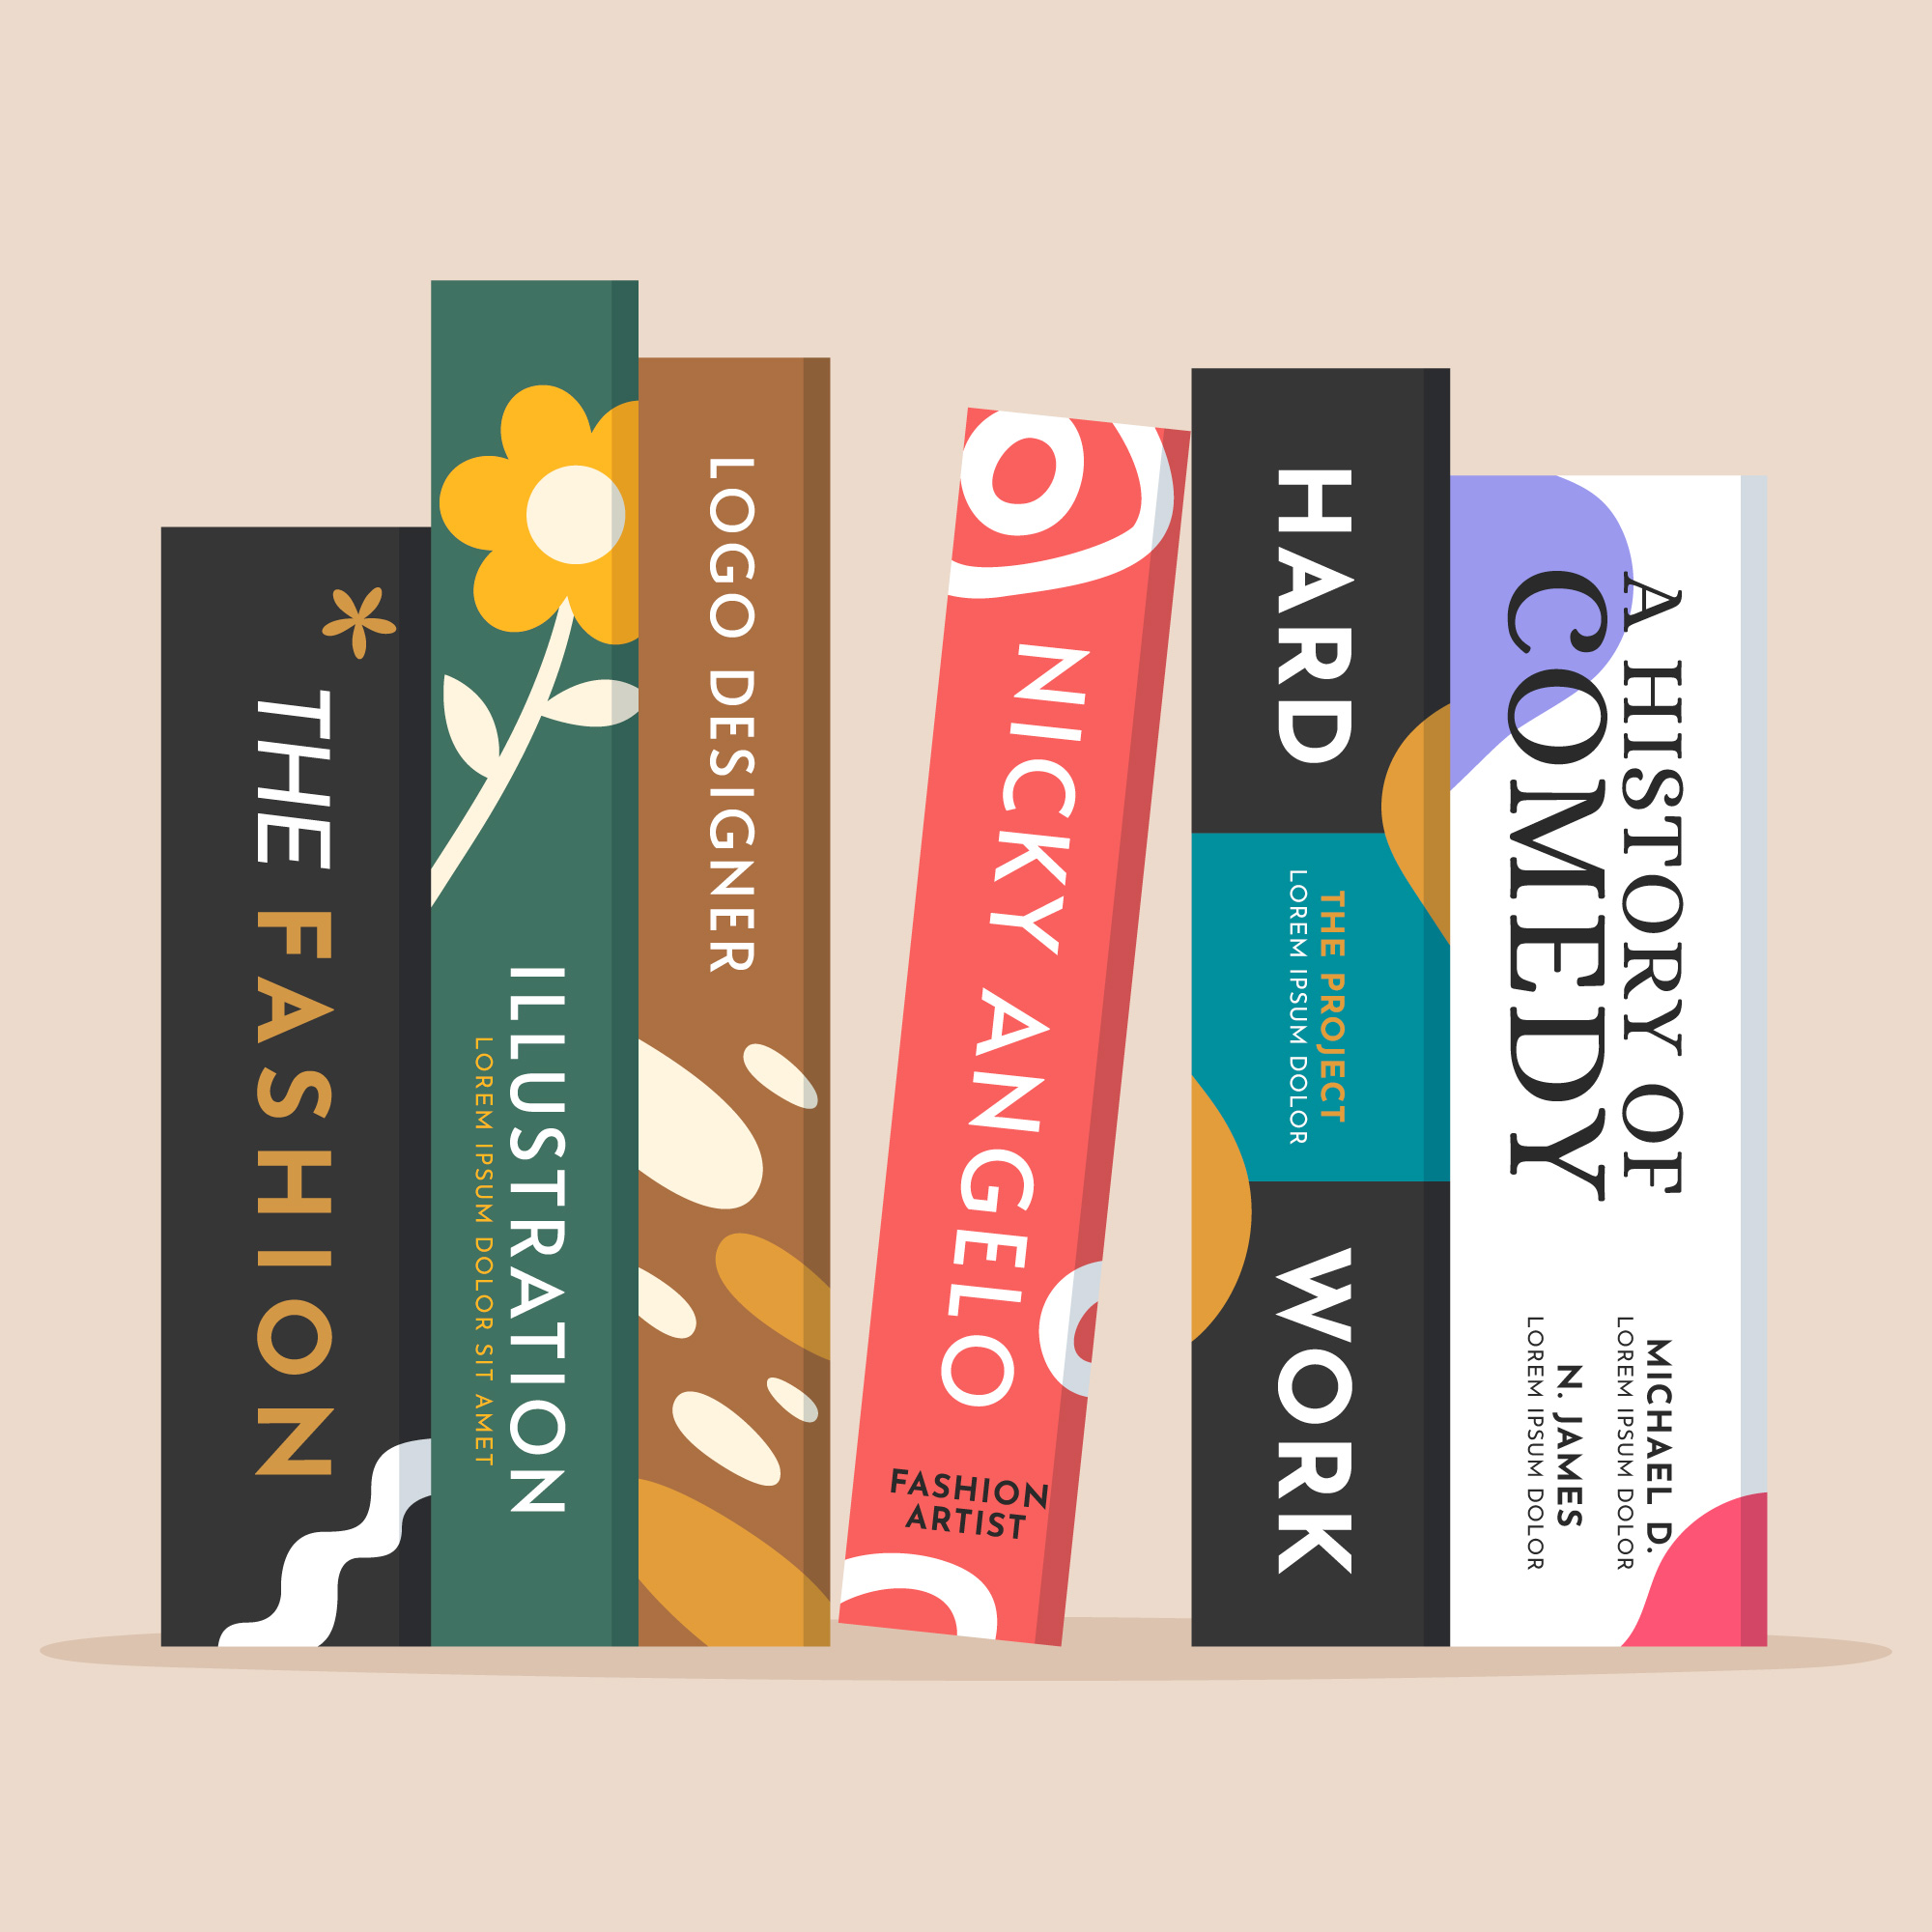 THE FASHION
ILLUSTRATION
LOREM IPSUM DOLOR SIT AMET
LOGO DESIGNER
NICKY ANGELO
FASHION
ARTIST
HARD
THE PROJECT
LOREM IPSUM DOLOR
WORK
A HISTORY OF
COMEDY
MICHAEL D.
LOREM IPSUM DOLOR
N. JAMES
LOREM IPSUM DOLOR